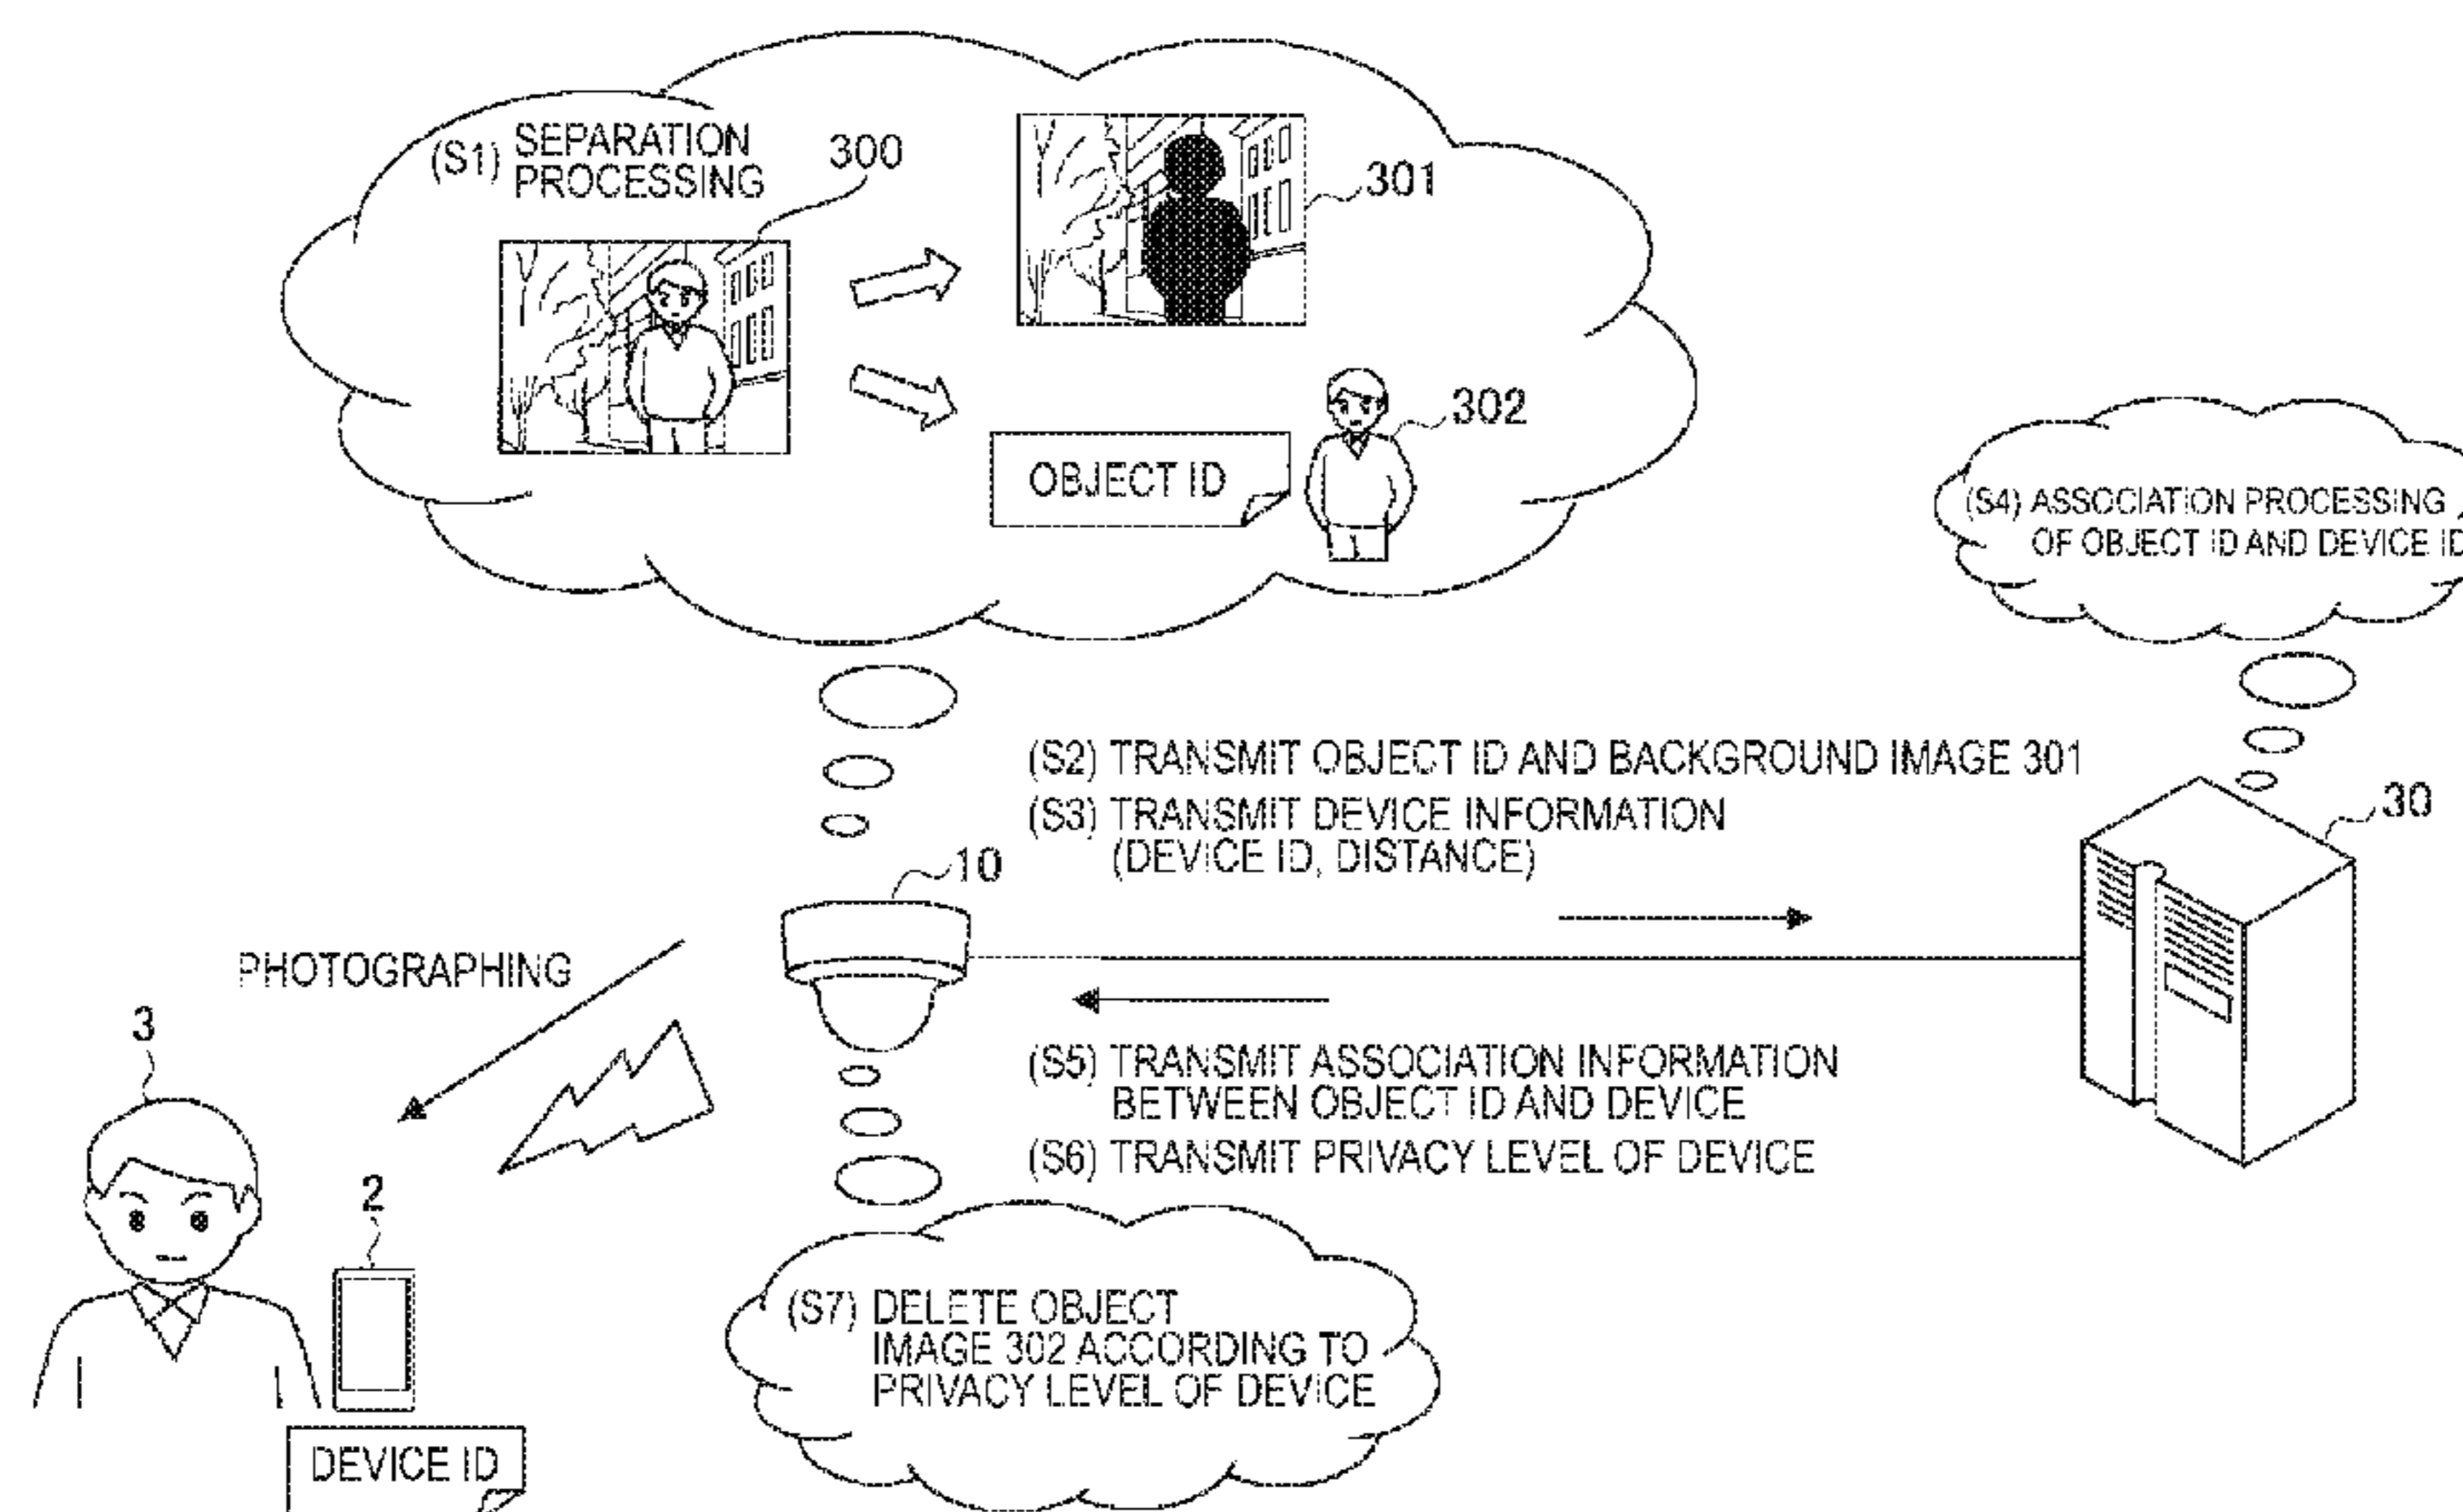 (S1) SEPARATION
PROCESSING
300
301
302
OBJECT ID
(S4) ASSOCIATION PROCESSING
OF OBJECT ID AND DEVICE ID
(S2) TRANSMIT OBJECT ID AND BACKGROUND IMAGE 301
(S3) TRANSMIT DEVICE INFORMATION
(DEVICE ID, DISTANCE)
30
10
PHOTOGRAPHING
3
(S5) TRANSMIT ASSOCIATION INFORMATION
BETWEEN OBJECT ID AND DEVICE
(S6) TRANSMIT PRIVACY LEVEL OF DEVICE
2
(S7) DELETE OBJECT
IMAGE 302 ACCORDING TO
PRIVACY LEVEL OF DEVICE
DEVICE ID